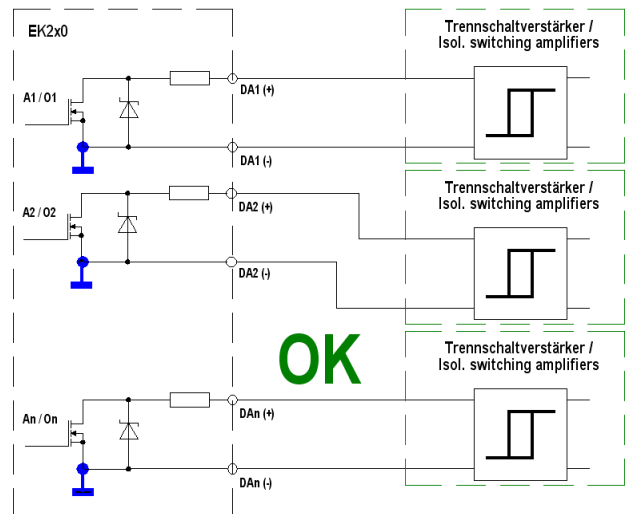 EK2x0
Trennschaltverstärker /
Isol. switching amplifiers
A1 / O1
DA1 (+)
DA1 (-)
Trennschaltverstärker /
Isol. switching amplifiers
A2 / O2
DA2 (+)
DA2 (-)
OK
Trennschaltverstärker /
Isol. switching amplifiers
An / On
DAn (+)
DAn (-)